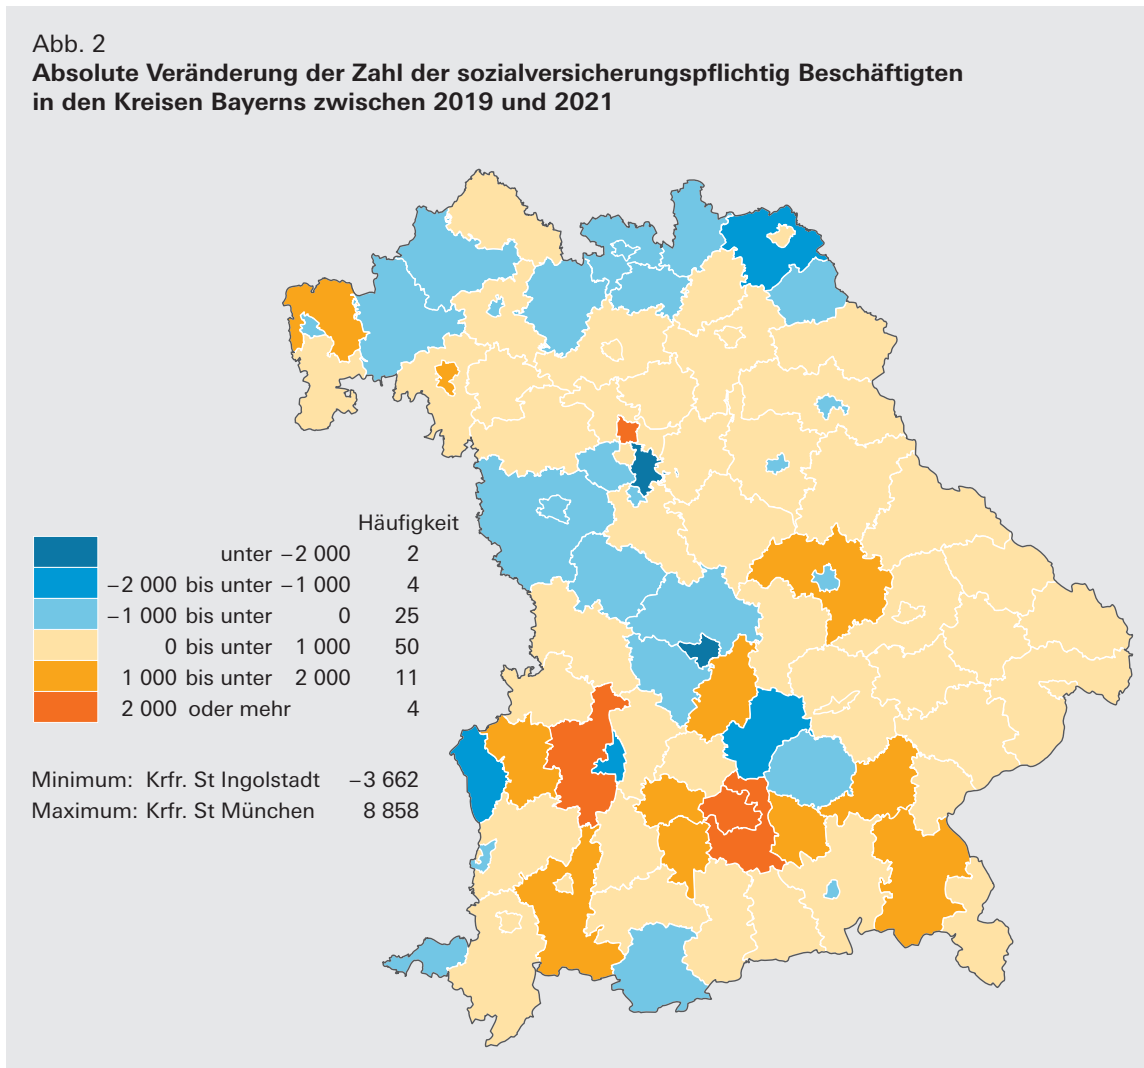 Abb. 2
Absolute Veränderung der Zahl der sozialversicherungspflichtig Beschäftigten
in den Kreisen Bayerns zwischen 2019 und 2021
Häufigkeit
unter −2 000 2
−2 000 bis unter −1 000 4
−1 000 bis unter 0 25
0 bis unter 1 000 50
1 000 bis unter 2 000 11
2 000 oder mehr 4
Minimum: Krfr. St Ingolstadt −3 662
Maximum: Krfr. St München 8 858